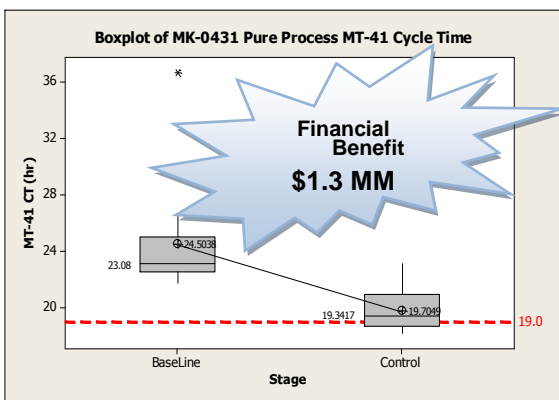 Boxplot of MK-0431 Pure Process MT-41 Cycle Time
36
32
28
24
20
MT-41 CT (hr)
Financial
Benefit
$1.3 MM
24.5038
23.08
19.7049
19.3417
19.0
BaseLine
Control
Stage